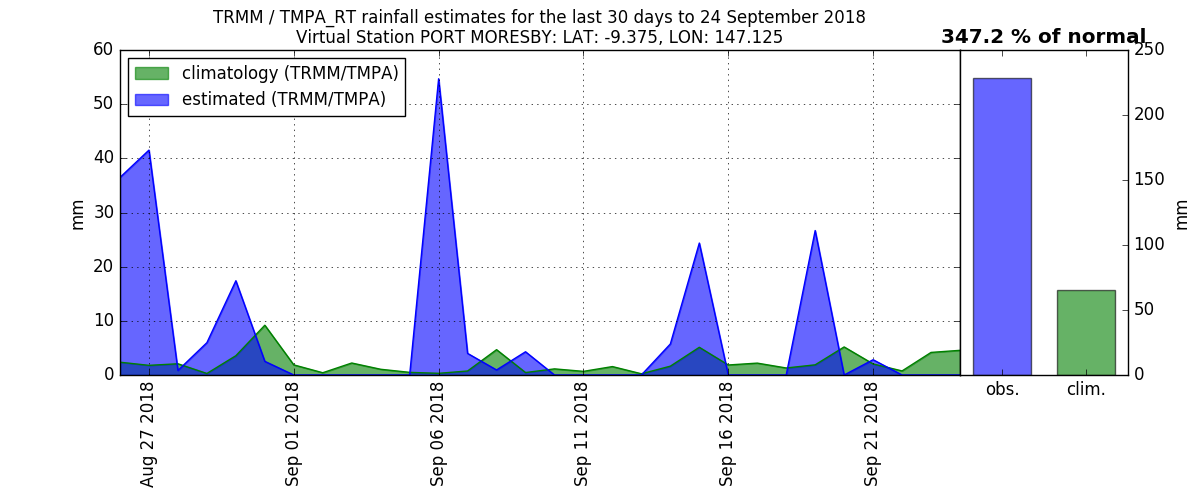 TRMM / TMPA_RT rainfall estimates for the last 30 days to 24 September 2018
Virtual Station PORT MORESBY: LAT: -9.375, LON: 147.125
347.2 % of normal
climatology (TRMM/TMPA)
estimated (TRMM/TMPA)
mm
60
50
40
30
20
10
0
Aug 27 2018
Sep 01 2018
Sep 06 2018
Sep 11 2018
Sep 16 2018
Sep 21 2018
obs.
clim.
250
200
150
100
50
0
mm